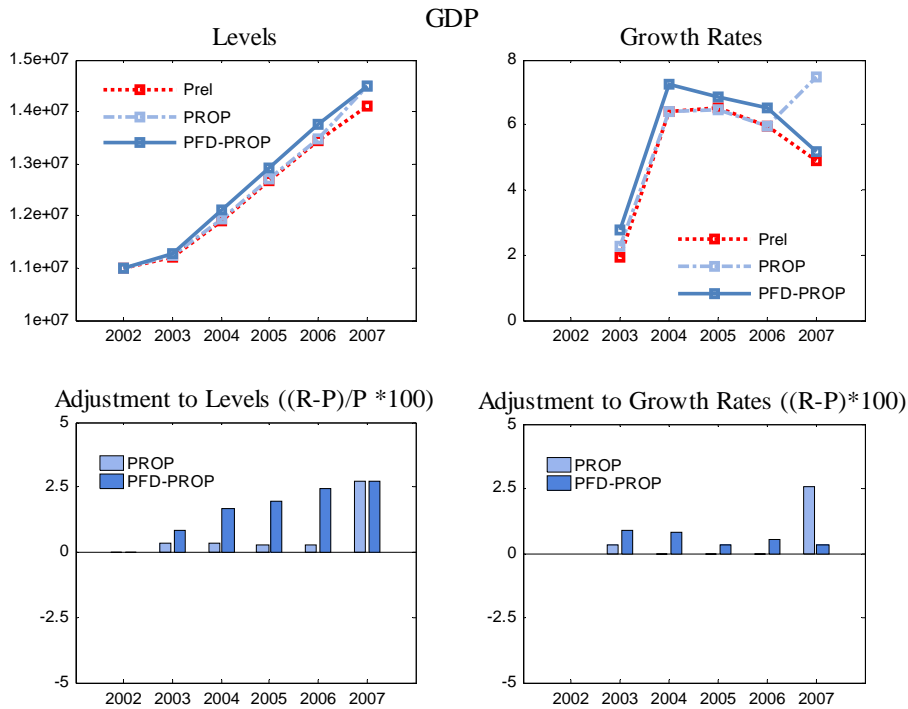 GDP
Levels
1.5e+07
1.4e+07
1.3e+07
1.2e+07
1.1e+07
1e+07
Prel
PROP
PFD-PROP
2002 2003 2004 2005 2006 2007
Growth Rates
8
6
4
2
0
Prel
PROP
PFD-PROP
2002 2003 2004 2005 2006 2007
Adjustment to Levels ((R-P)/P *100)
5
2.5
0
-2.5
-5
PROP
PFD-PROP
2002 2003 2004 2005 2006 2007
Adjustment to Growth Rates ((R-P)*100)
5
2.5
0
-2.5
-5
PROP
PFD-PROP
2002 2003 2004 2005 2006 2007